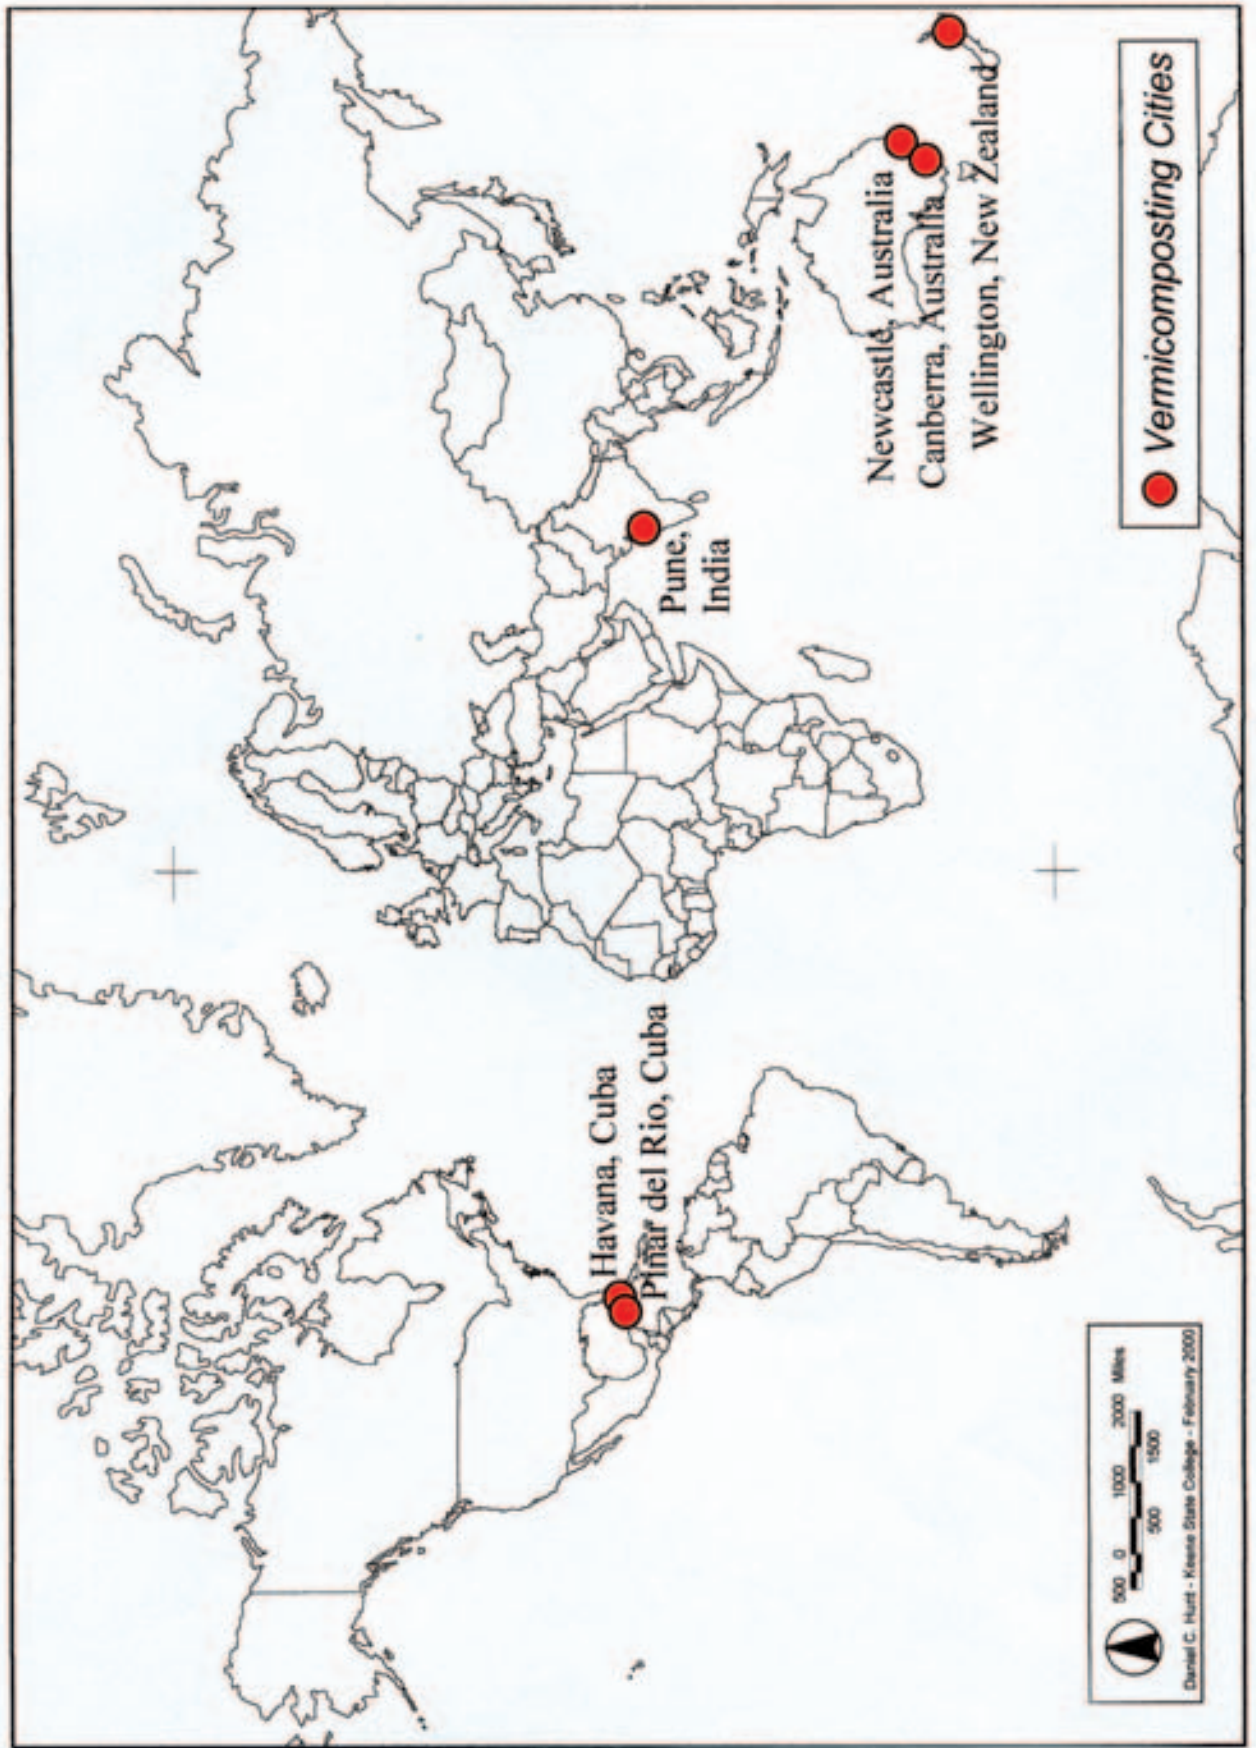 Havana, Cuba
Pinar del Rio, Cuba
Pune,
India
Newcastle, Australia
Canberra, Australia
Wellington, New Zealand
Vermicomposting Cities
500 0 1000 2000 Miles
500 1500
Daniel C. Hunt - Keene State College - February 2000